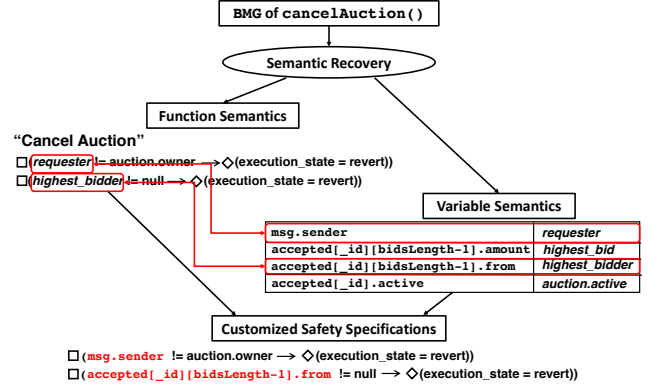 BMG of cancelAuction()
Semantic Recovery
Function Semantics
“Cancel Auction”
□(requester != auction.owner → ◇(execution_state = revert))
□(highest_bidder != null → ◇(execution_state = revert))
Variable Semantics
msg.sender requester
accepted[_id][bidsLength-1].amount highest_bid
accepted[_id][bidsLength-1].from highest_bidder
accepted[_id].active auction.active
Customized Safety Specifications
□(msg.sender != auction.owner → ◇(execution_state = revert))
□(accepted[_id][bidsLength-1].from != null → ◇(execution_state = revert))